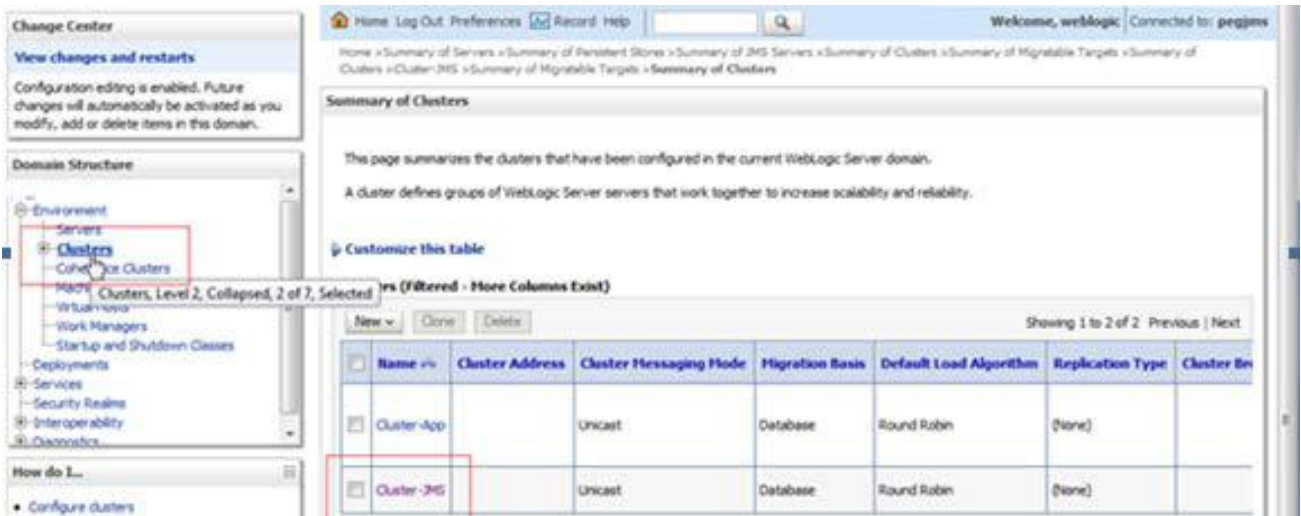 Change Center
View changes and restarts
Configuration editing is enabled. Future
changes will automatically be activated as you
modify, add or delete items in this domain.
Domain Structure
Environment
Servers
Clusters
Coherence Clusters
Clusters, Level 2, Collapsed, 2 of 7, Selected
Work Managers
Startup and Shutdown Classes
Deployments
Services
Security Realms
Interoperability
Diagnostics
How do I...
Configure clusters
Home Log Out Preferences Record Help
Welcome, weblogic Connected to: pegjms
Home >Summary of Servers >Summary of Persistent Stores >Summary of JMS Servers >Summary of Clusters >Summary of Migratable Targets >Summary of
Clusters >Cluster-JMS >Summary of Migratable Targets >Summary of Clusters
Summary of Clusters
This page summarizes the clusters that have been configured in the current WebLogic Server domain.
A cluster defines groups of WebLogic Server servers that work together to increase scalability and reliability.
Customize this table
(Filtered - More Columns Exist)
New Clone Delete Showing 1 to 2 of 2 Previous | Next
Name Cluster Address Cluster Messaging Mode Migration Basis Default Load Algorithm Replication Type Cluster
Cluster-App Unicast Database Round Robin (None)
Cluster-JMS Unicast Database Round Robin (None)